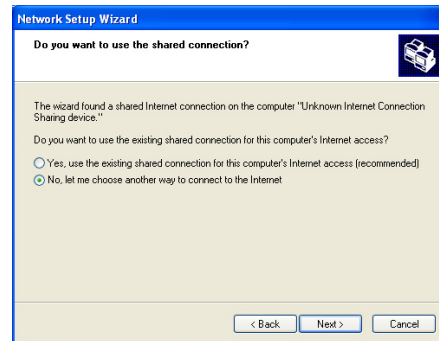 Network Setup Wizard
Do you want to use the shared connection?
The wizard found a shared Internet connection on the computer "Unknown Internet Connection
Sharing device."
Do you want to use the existing shared connection for this computer's Internet access?
Yes, use the existing shared connection for this computer's Internet access (recommended)
No, let me choose another way to connect to the Internet
< Back Next > Cancel